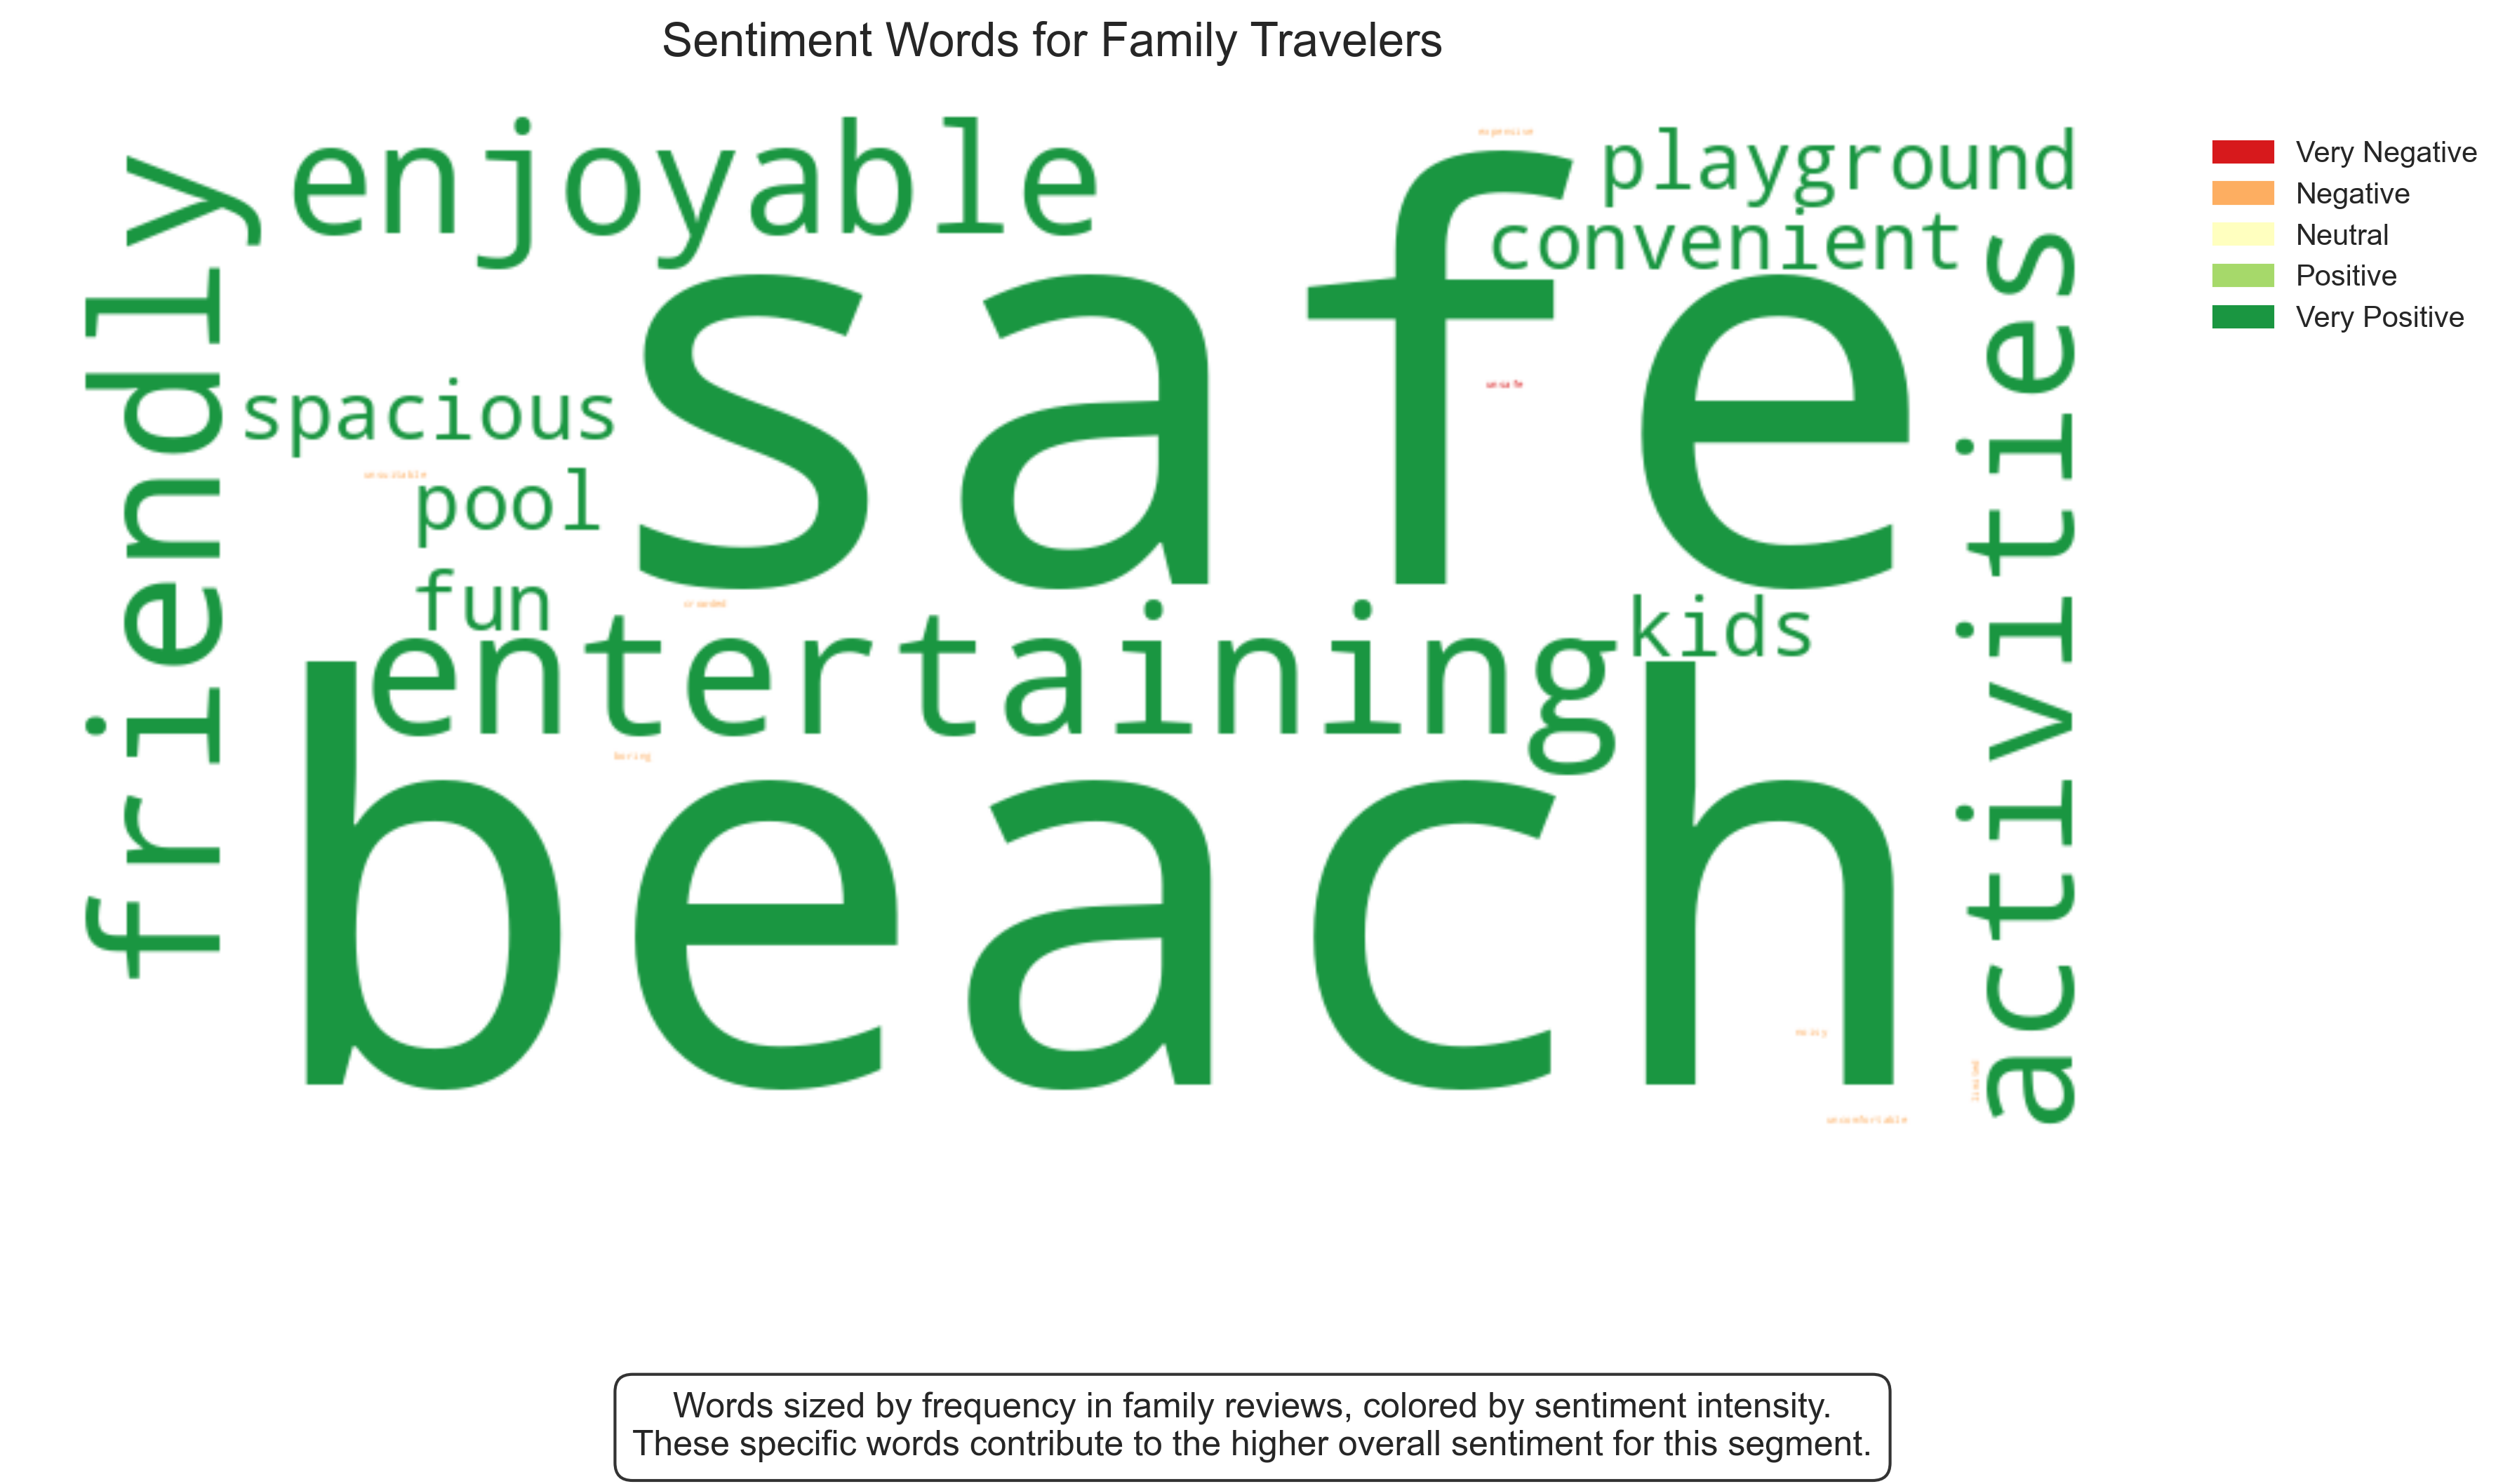 Sentiment Words for Family Travelers
friendly
enjoyable
expensive
playground
convenient
safe
unsafe
activities
spacious
unsuitable
pool
fun
crowded
kids
entertaining
boring
beach
noisy
limited
uncomfortable
Very Negative
Negative
Neutral
Positive
Very Positive
Words sized by frequency in family reviews, colored by sentiment intensity.
These specific words contribute to the higher overall sentiment for this segment.